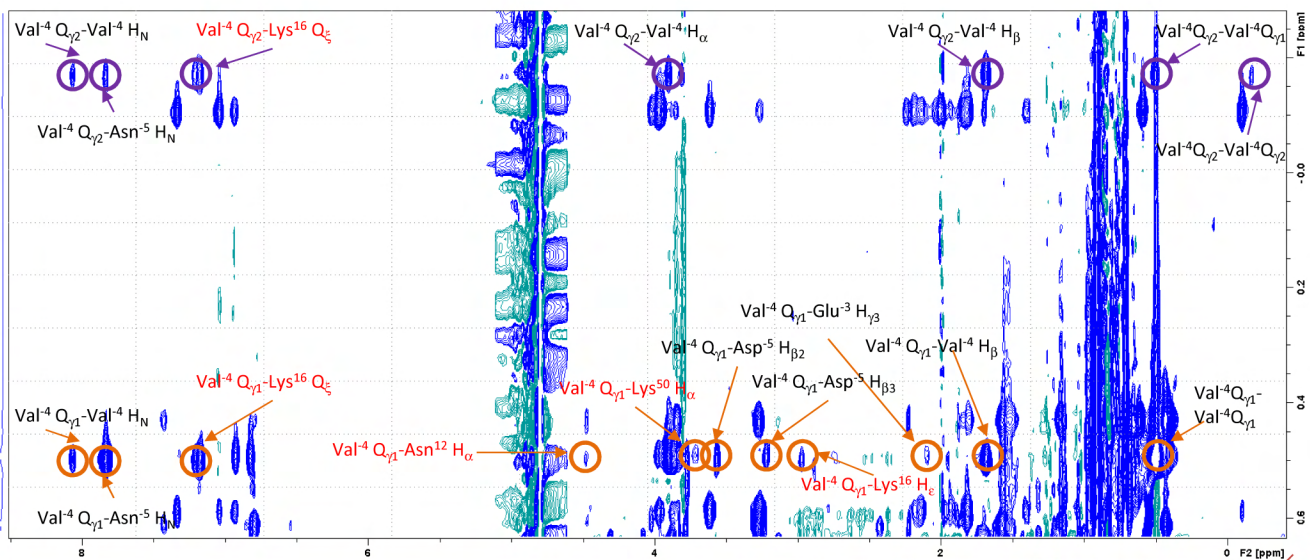 Val-4 Qγ2-Val-4 HN
Val-4 Qγ2-Lys16 Qξ
Val-4 Qγ2-Val-4 Hα
Val-4 Qγ2-Val-4 Hβ
Val-4Qγ2-Val-4Qγ1
F1 [ppm]
Val-4 Qγ2-Asn-5 HN
Val-4Qγ2-Val-4Qγ2
-0.0
0.2
Val-4 Qγ1-Glu-3 Hγ3
Val-4 Qγ1-Asp-5 Hβ2
Val-4 Qγ1-Val-4 Hβ
Val-4 Qγ1-Lys16 Qξ
Val-4 Qγ1-Lys50 Hα
Val-4 Qγ1-Asp-5 Hβ3
Val-4Qγ1-
Val-4Qγ1
0.4
Val-4 Qγ1-Val-4 HN
Val-4 Qγ1-Asn12 Hα
Val-4 Qγ1-Lys16 Hε
Val-4 Qγ1-Asn-5 HN
0.6
8
6
4
2
0
F2 [ppm]